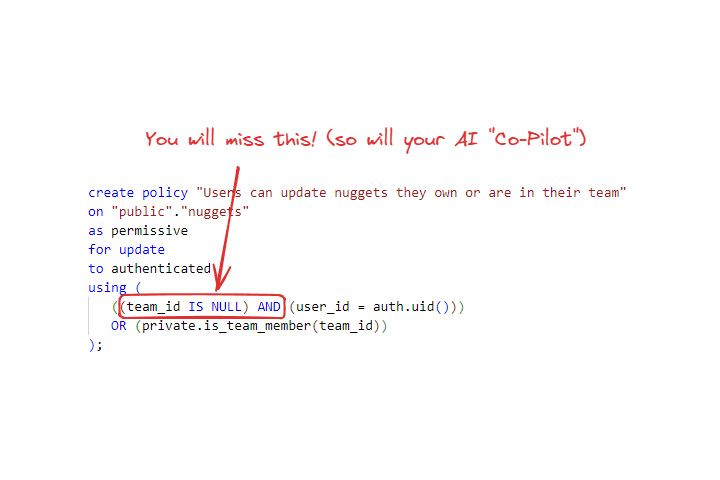 You will miss this! (so will your AI "Co-Pilot")
create policy "Users can update nuggets they own or are in their team"
on "public"."nuggets"
as permissive
for update
to authenticated
using (
((team_id IS NULL) AND (user_id = auth.uid()))
OR (private.is_team_member(team_id))
);